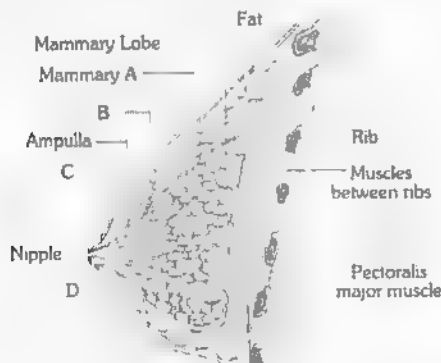 Fat
Mammary Lobe
Mammary A
B
Ampulla
Rib
C
Muscles
between ribs
Nipple
Pectoralis
major muscle
D